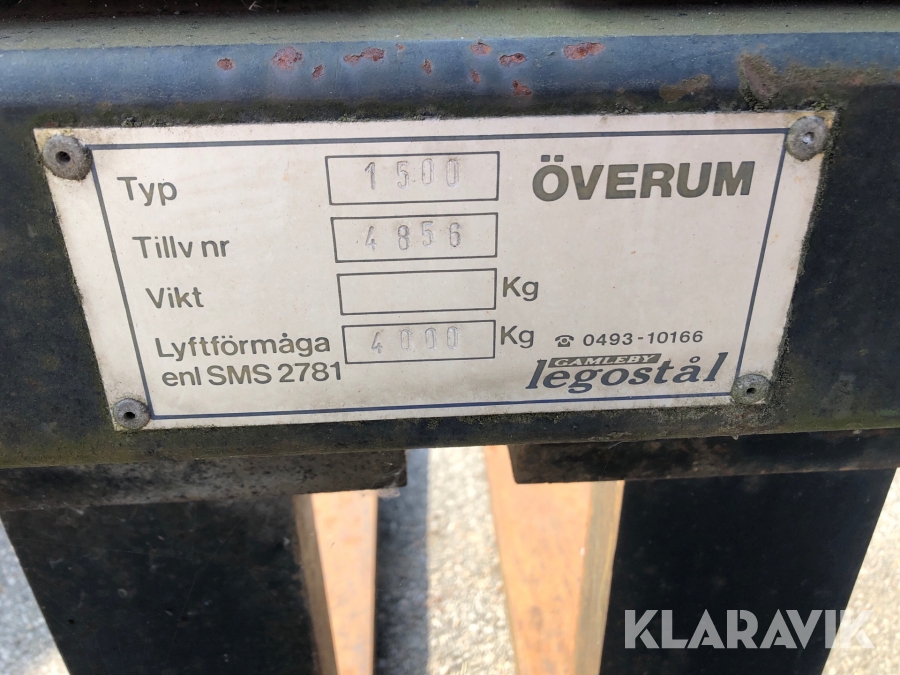 Typ 1500 ÖVERUM
Tillv nr 4856
Vikt Kg
Lyftförmåga 4000 Kg ☎ 0493-10166
enl SMS 2781 GAMLEBY
legostål
KLARAVIK